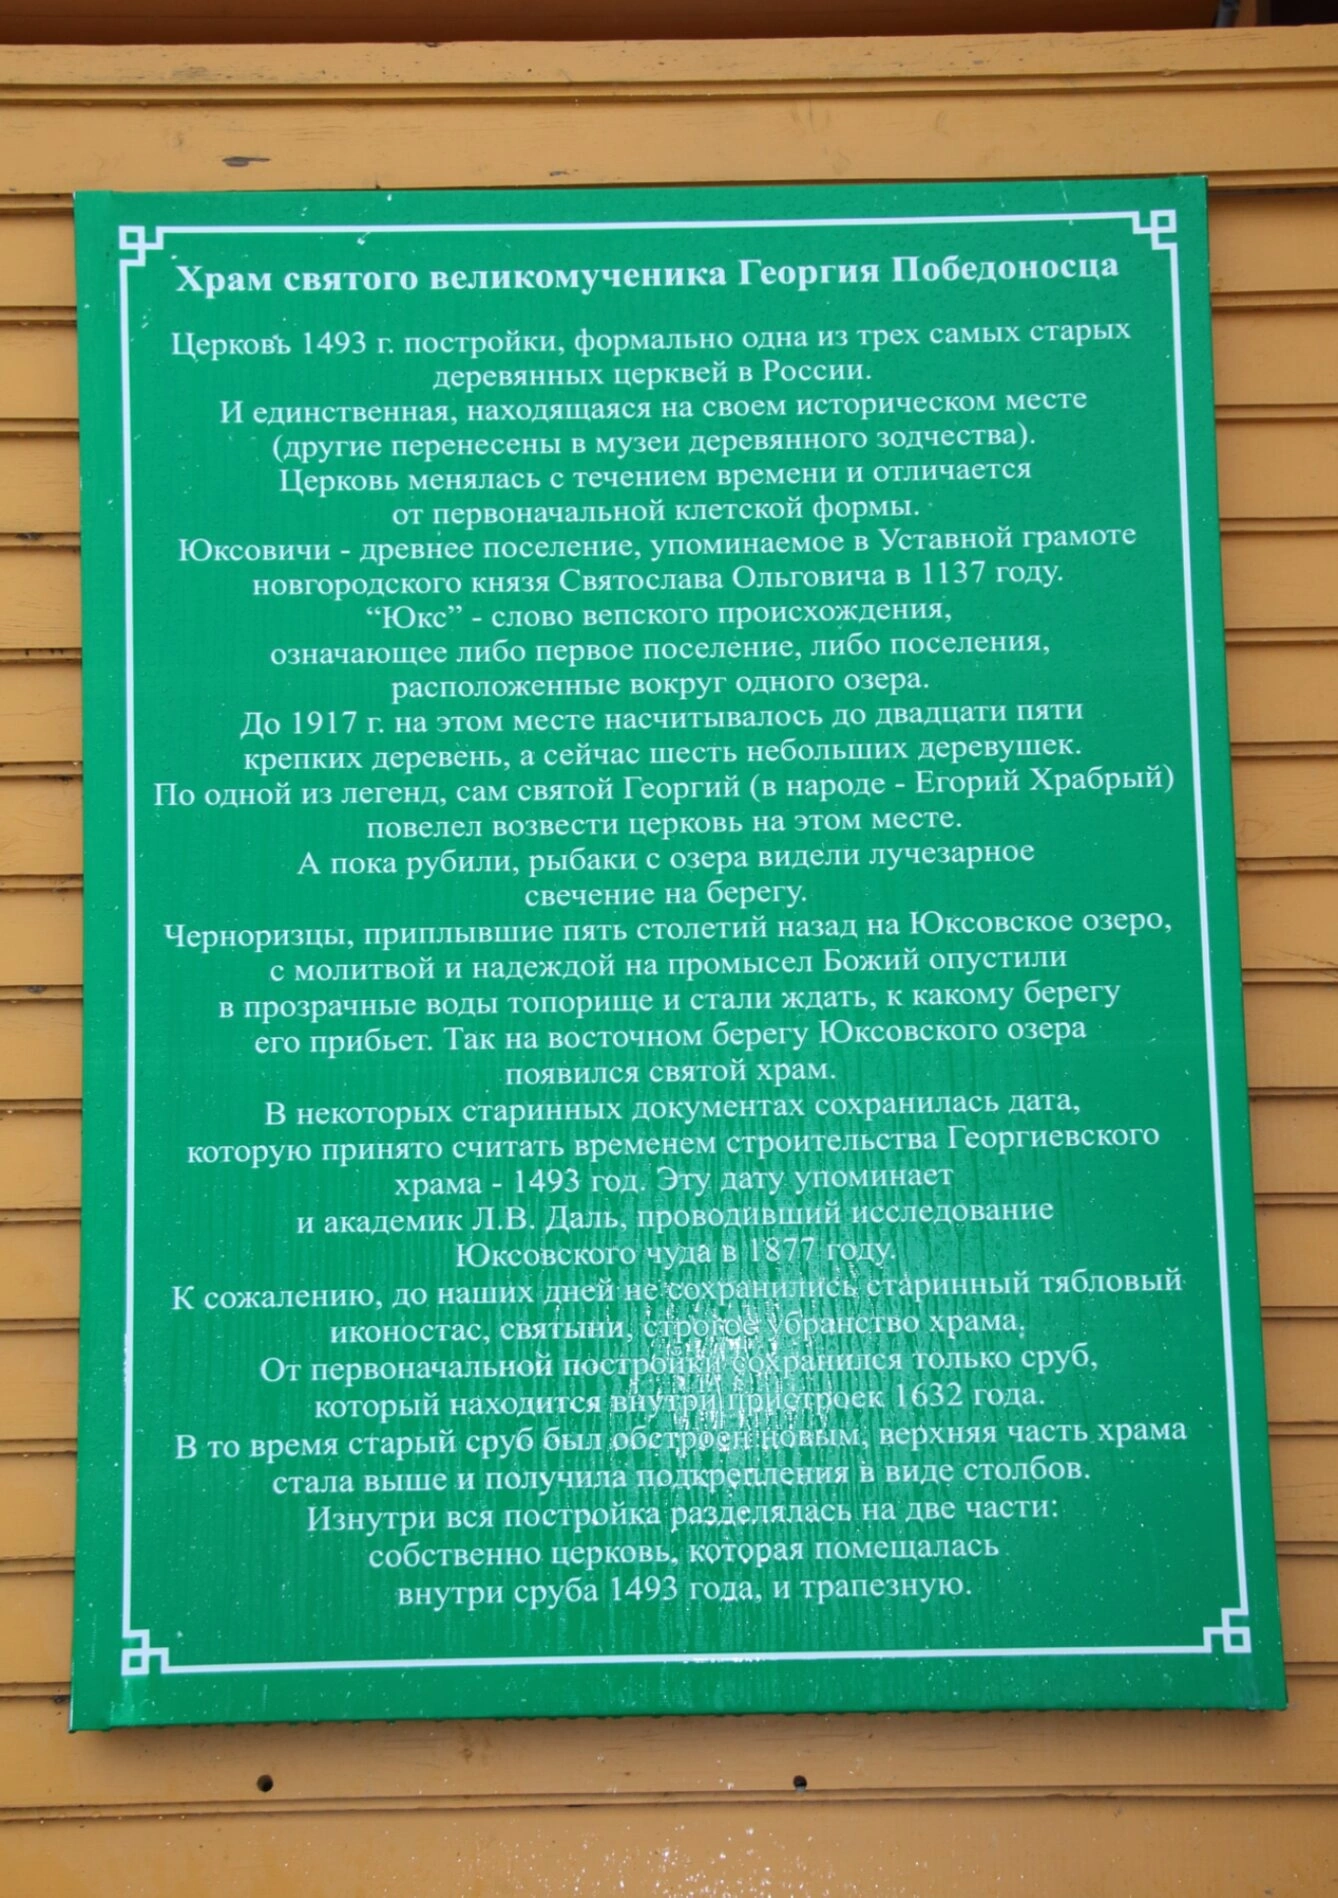 Храм святого великомученика Георгия Победоносца
Церковь 1493 г. постройки, формально одна из трех самых старых
деревянных церквей в России.
И единственная, находящаяся на своем историческом месте
(другие перенесены в музеи деревянного зодчества).
Церковь менялась с течением времени и отличается
от первоначальной клетской формы.
Юксовичи - древнее поселение, упоминаемое в Уставной грамоте
новгородского князя Святослава Ольговича в 1137 году.
“Юкс” - слово вепского происхождения,
означающее либо первое поселение, либо поселения,
расположенные вокруг одного озера.
До 1917 г. на этом месте насчитывалось до двадцати пяти
крепких деревень, а сейчас шесть небольших деревушек.
По одной из легенд, сам святой Георгий (в народе - Егорий Храбрый)
повелел возвести церковь на этом месте.
А пока рубили, рыбаки с озера видели лучезарное
свечение на берегу.
Черноризцы, приплывшие пять столетий назад на Юксовское озеро,
с молитвой и надеждой на промысел Божий опустили
в прозрачные воды топорище и стали ждать, к какому берегу
его прибьет. Так на восточном берегу Юксовского озера
появился святой храм.
В некоторых старинных документах сохранилась дата,
которую принято считать временем строительства Георгиевского
храма - 1493 год. Эту дату упоминает
и академик Л.В. Даль, проводивший исследование
Юксовского чуда в 1877 году.
К сожалению, до наших дней не сохранились старинный тябловый
иконостас, святыни, строгое убранство храма.
От первоначальной постройки сохранился только сруб,
который находится внутри пристроек 1632 года.
В то время старый сруб был обстроен новым, верхняя часть храма
стала выше и получила подкрепления в виде столбов.
Изнутри вся постройка разделялась на две части:
собственно церковь, которая помещалась
внутри сруба 1493 года, и трапезную.